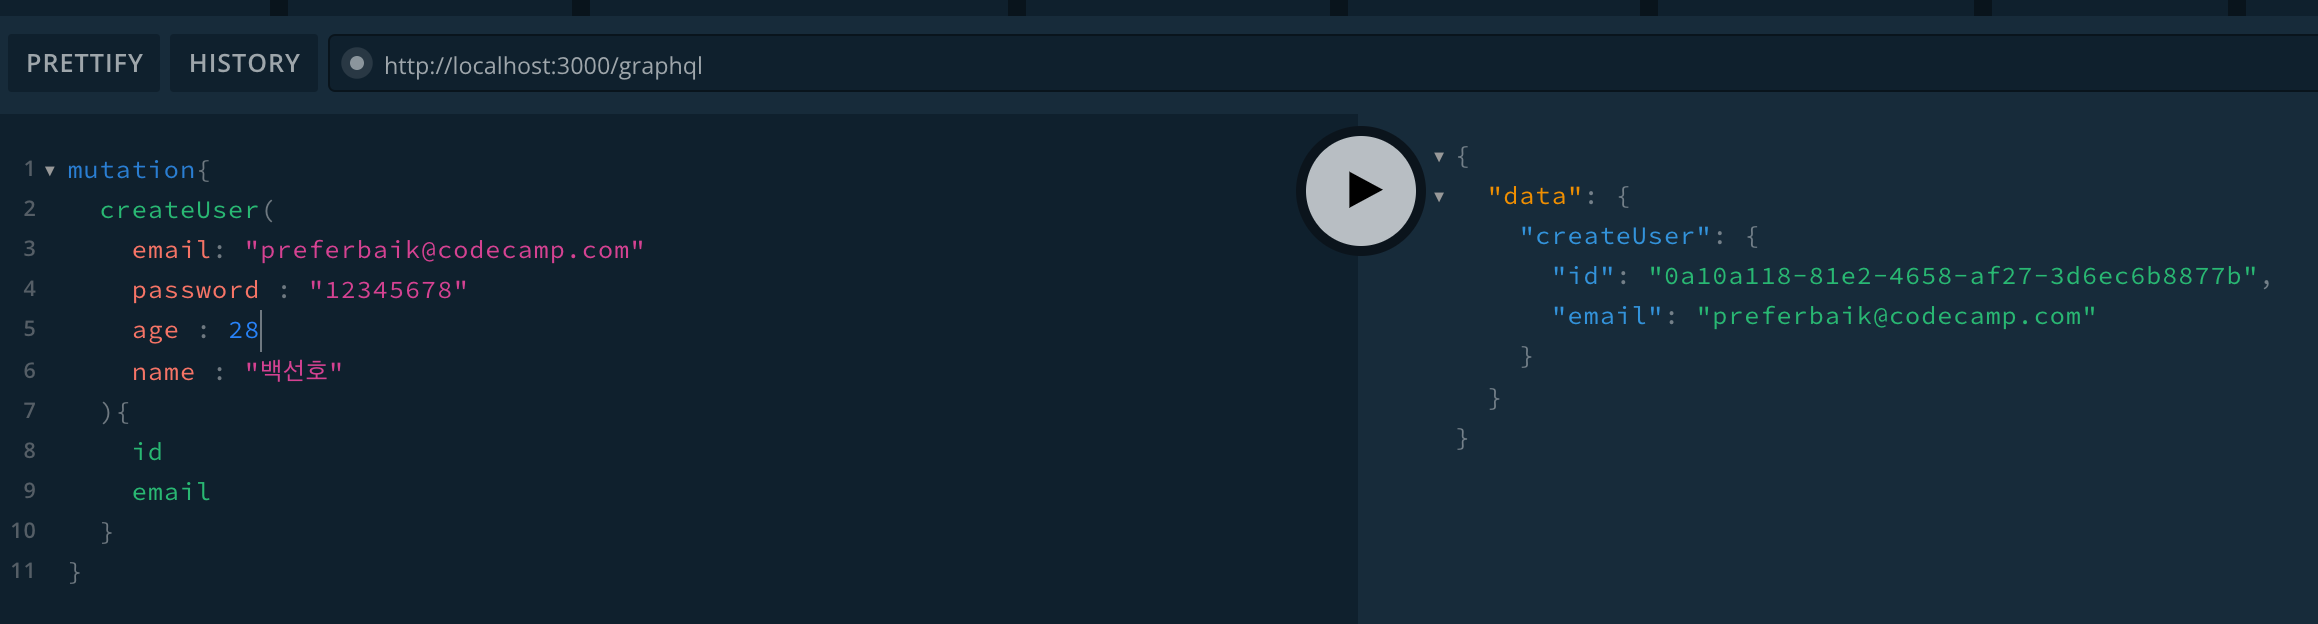 PRETTIFY HISTORY http://localhost:3000/graphql
1 mutation{
2 createUser(
3 email: "preferbaik@codecamp.com"
4 password : "12345678"
5 age : 28
6 name : "백선호"
7 ){
8 id
9 email
10 }
11 }
{
"data": {
"createUser": {
"id": "0a10a118-81e2-4658-af27-3d6ec6b8877b",
"email": "preferbaik@codecamp.com"
}
}
}